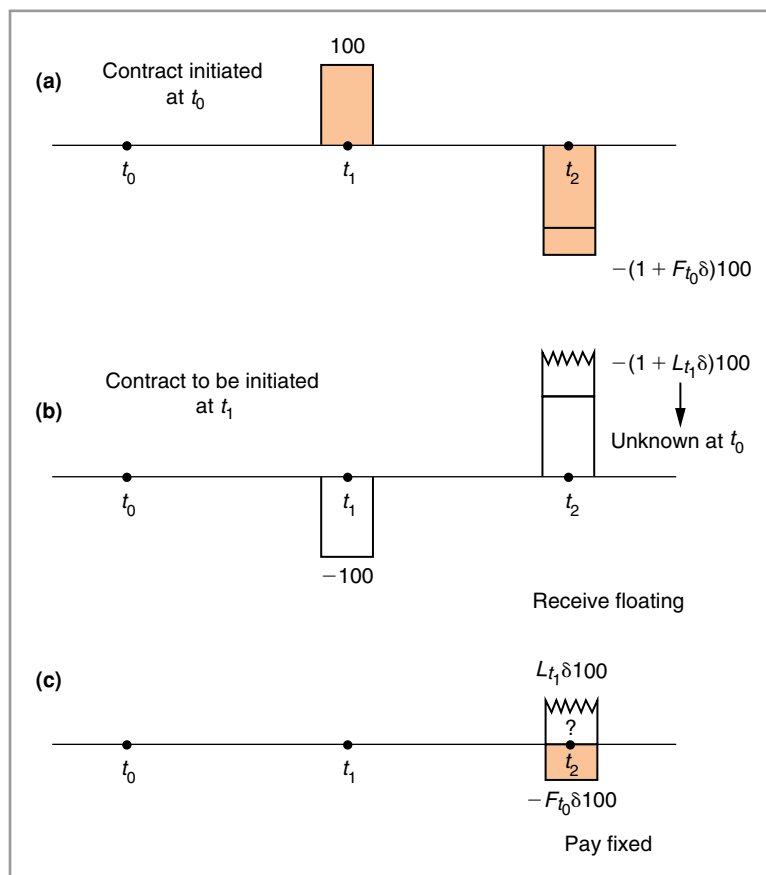 100
(a)
Contract initiated
at t₀
t₀
t₁
t₂
−(1 + Fₜ₀δ)100
−(1 + Lₜ₁δ)100
Contract to be initiated
at t₁
(b)
Unknown at t₀
t₀
t₁
t₂
−100
Receive floating
(c)
Lₜ₁δ100
?
t₀
t₁
t₂
−Fₜ₀δ100
Pay fixed